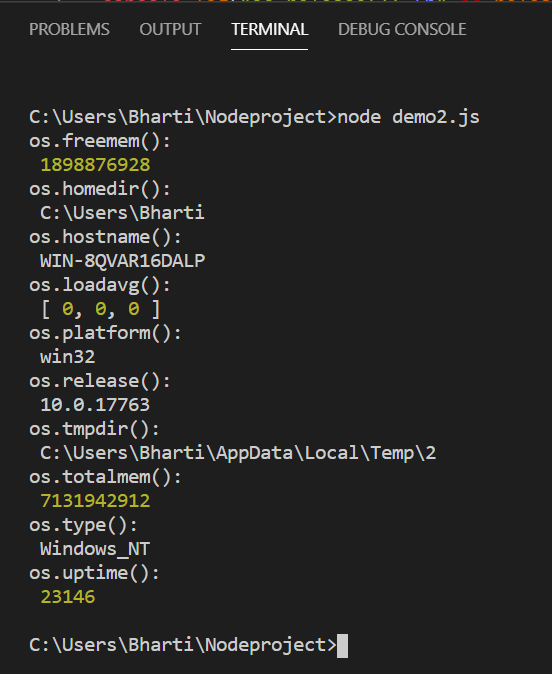 PROBLEMS OUTPUT TERMINAL DEBUG CONSOLE
C:\Users\Bharti\Nodeproject>node demo2.js
os.freemem():
1898876928
os.homedir():
C:\Users\Bharti
os.hostname():
WIN-8QVAR16DALP
os.loadavg():
[ 0, 0, 0 ]
os.platform():
win32
os.release():
10.0.17763
os.tmpdir():
C:\Users\Bharti\AppData\Local\Temp\2
os.totalmem():
7131942912
os.type():
Windows_NT
os.uptime():
23146
C:\Users\Bharti\Nodeproject>